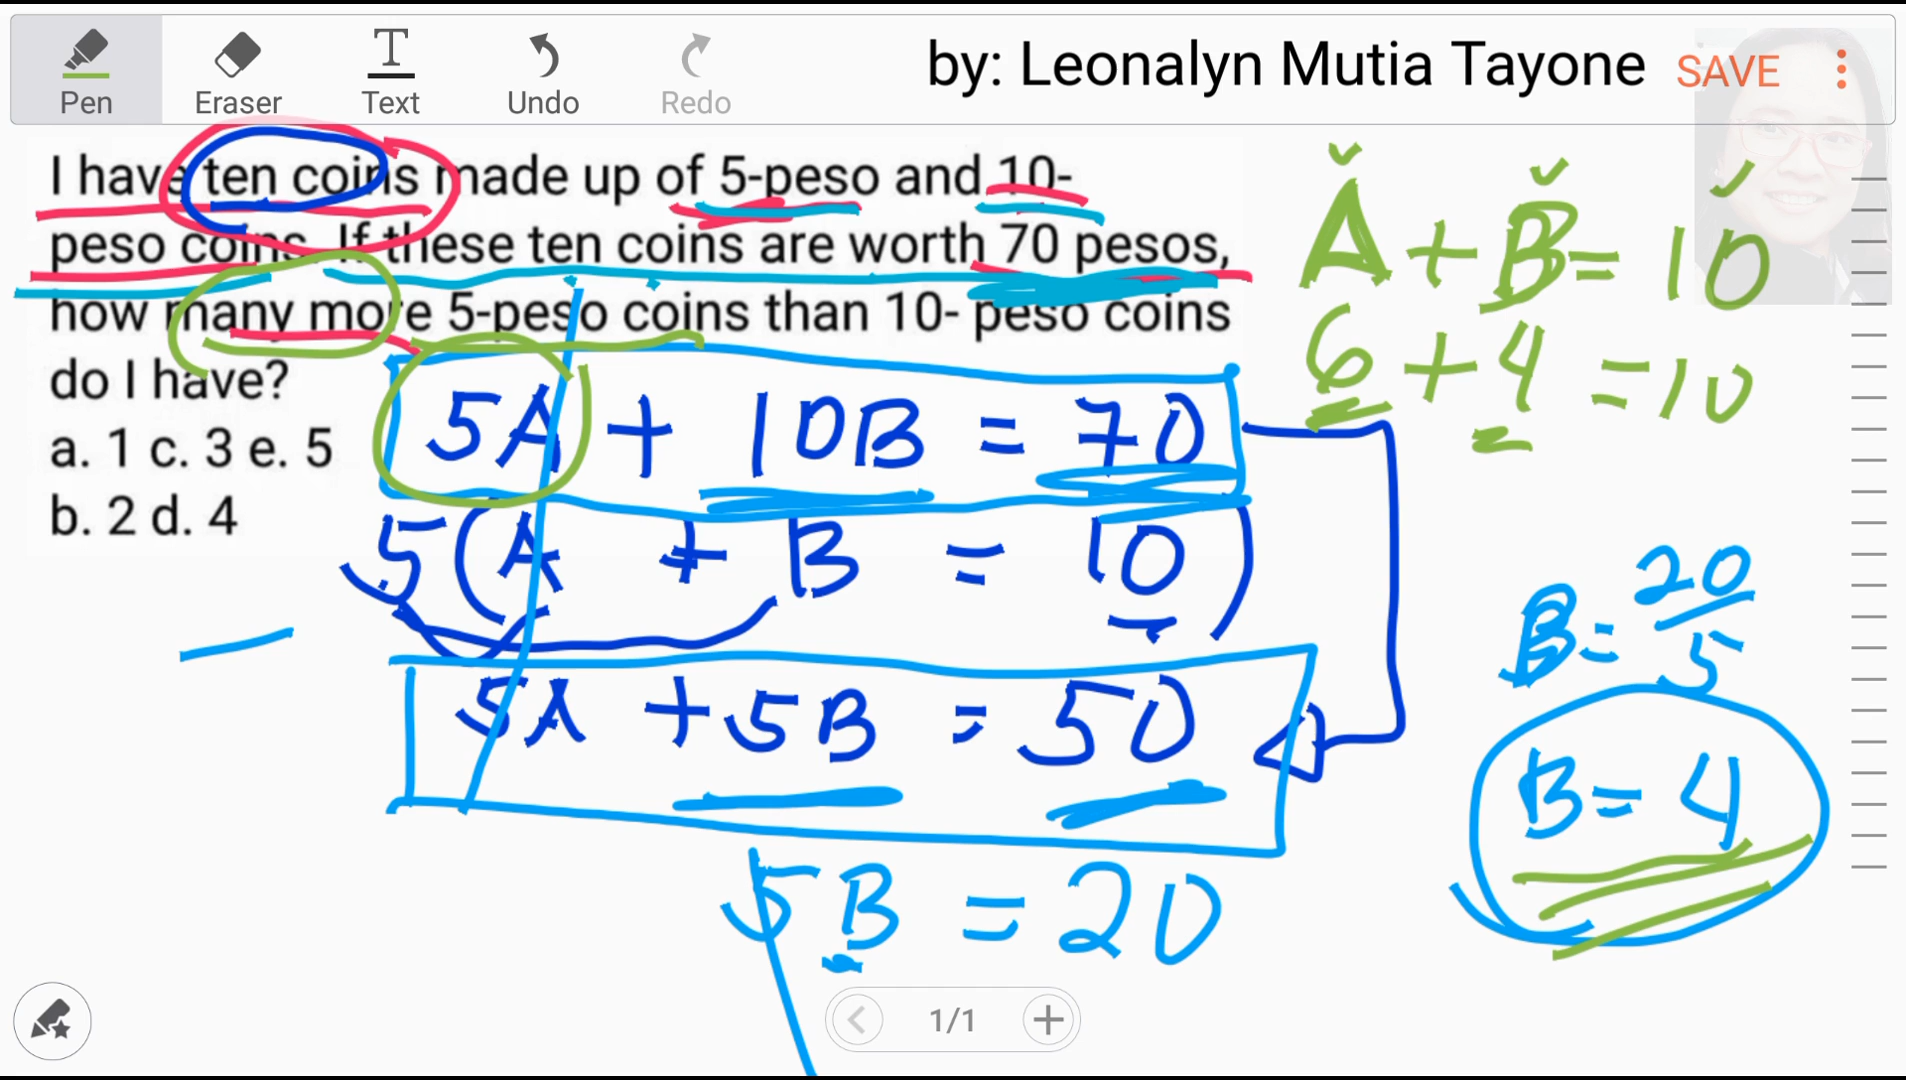 Pen Eraser Text Undo Redo by: Leonalyn Mutia Tayone SAVE
I have ten coins made up of 5-peso and 10-
peso coins. If these ten coins are worth 70 pesos,
how many more 5-peso coins than 10- peso coins
do I have?
a. 1 c. 3 e. 5
b. 2 d. 4
5A + 10B = 70
5(A + B = 10)
5A + 5B = 50
5B = 20
A + B = 10
6 + 4 = 10
B = 20
5
B = 4
1/1